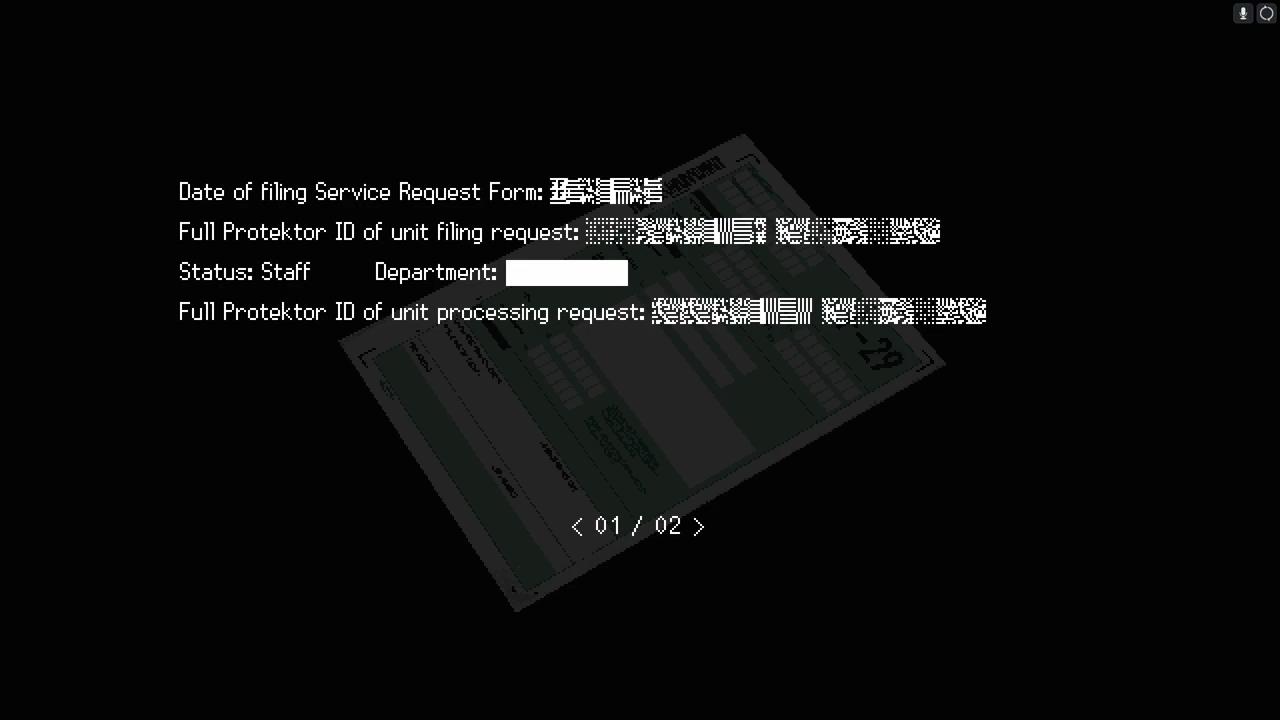 Date of filing Service Request Form:
Full Protektor ID of unit filing request:
Status: Staff Department:
Full Protektor ID of unit processing request:
-29
< 01 / 02 >